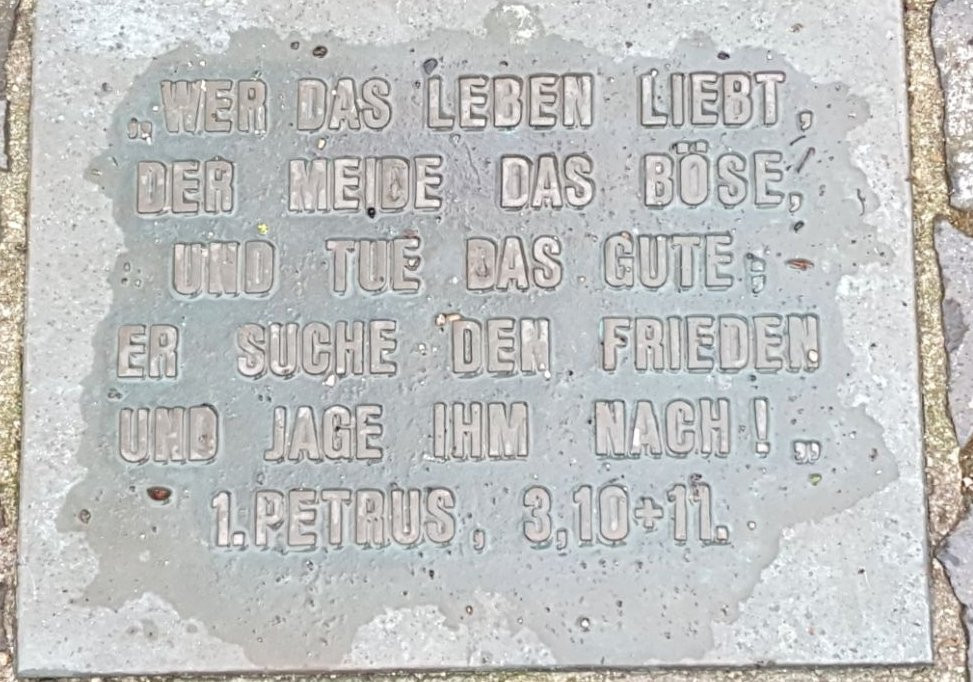 „WER DAS LEBEN LIEBT,
DER MEIDE DAS BÖSE,
UND TUE DAS GUTE;
ER SUCHE DEN FRIEDEN
UND JAGE IHM NACH! „
1. PETRUS, 3,10+11.